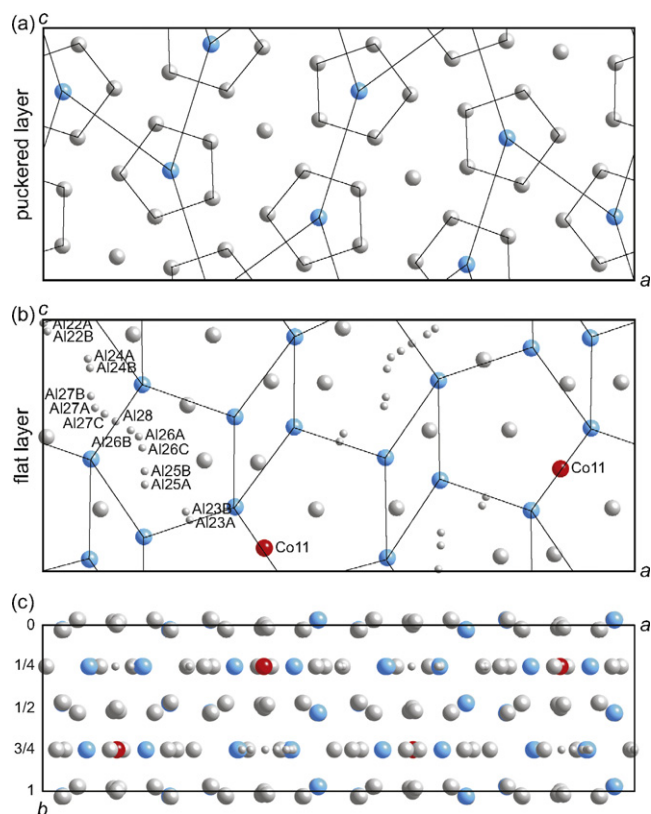 (a) c
puckered layer
a
(b) c
Al22A
Al22B
Al24A
Al24B
Al27B
Al27A
Al28
Al27C
Al26A
Al26B
Al26C
Al25B
Al25A
Al23B
Al23A
Co11
Co11
flat layer
a
(c)
0
a
1/4
1/2
3/4
1
b